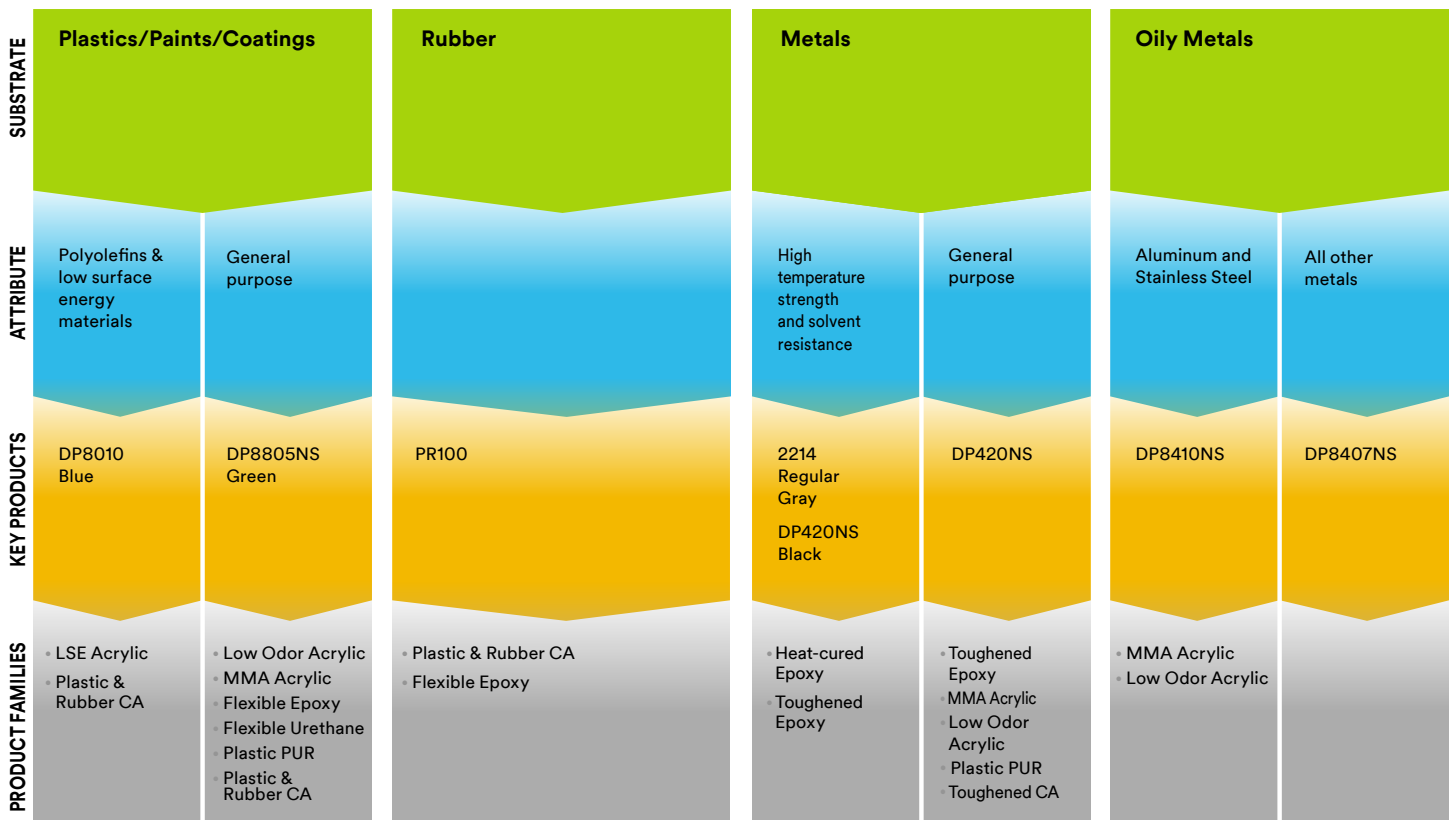 SUBSTRATE
Plastics/Paints/Coatings
Rubber
Metals
Oily Metals
ATTRIBUTE
Polyolefins &
low surface
energy
materials
General
purpose
High
temperature
strength
and solvent
resistance
General
purpose
Aluminum and
Stainless Steel
All other
metals
KEY PRODUCTS
DP8010
Blue
DP8805NS
Green
PR100
2214
Regular
Gray
DP420NS
Black
DP420NS
DP8410NS
DP8407NS
PRODUCT FAMILIES
• LSE Acrylic
• Plastic &
Rubber CA
• Low Odor Acrylic
• MMA Acrylic
• Flexible Epoxy
• Flexible Urethane
• Plastic PUR
• Plastic &
Rubber CA
• Plastic & Rubber CA
• Flexible Epoxy
• Heat-cured
Epoxy
• Toughened
Epoxy
• Toughened
Epoxy
• MMA Acrylic
• Low Odor
Acrylic
• Plastic PUR
• Toughened CA
• MMA Acrylic
• Low Odor Acrylic